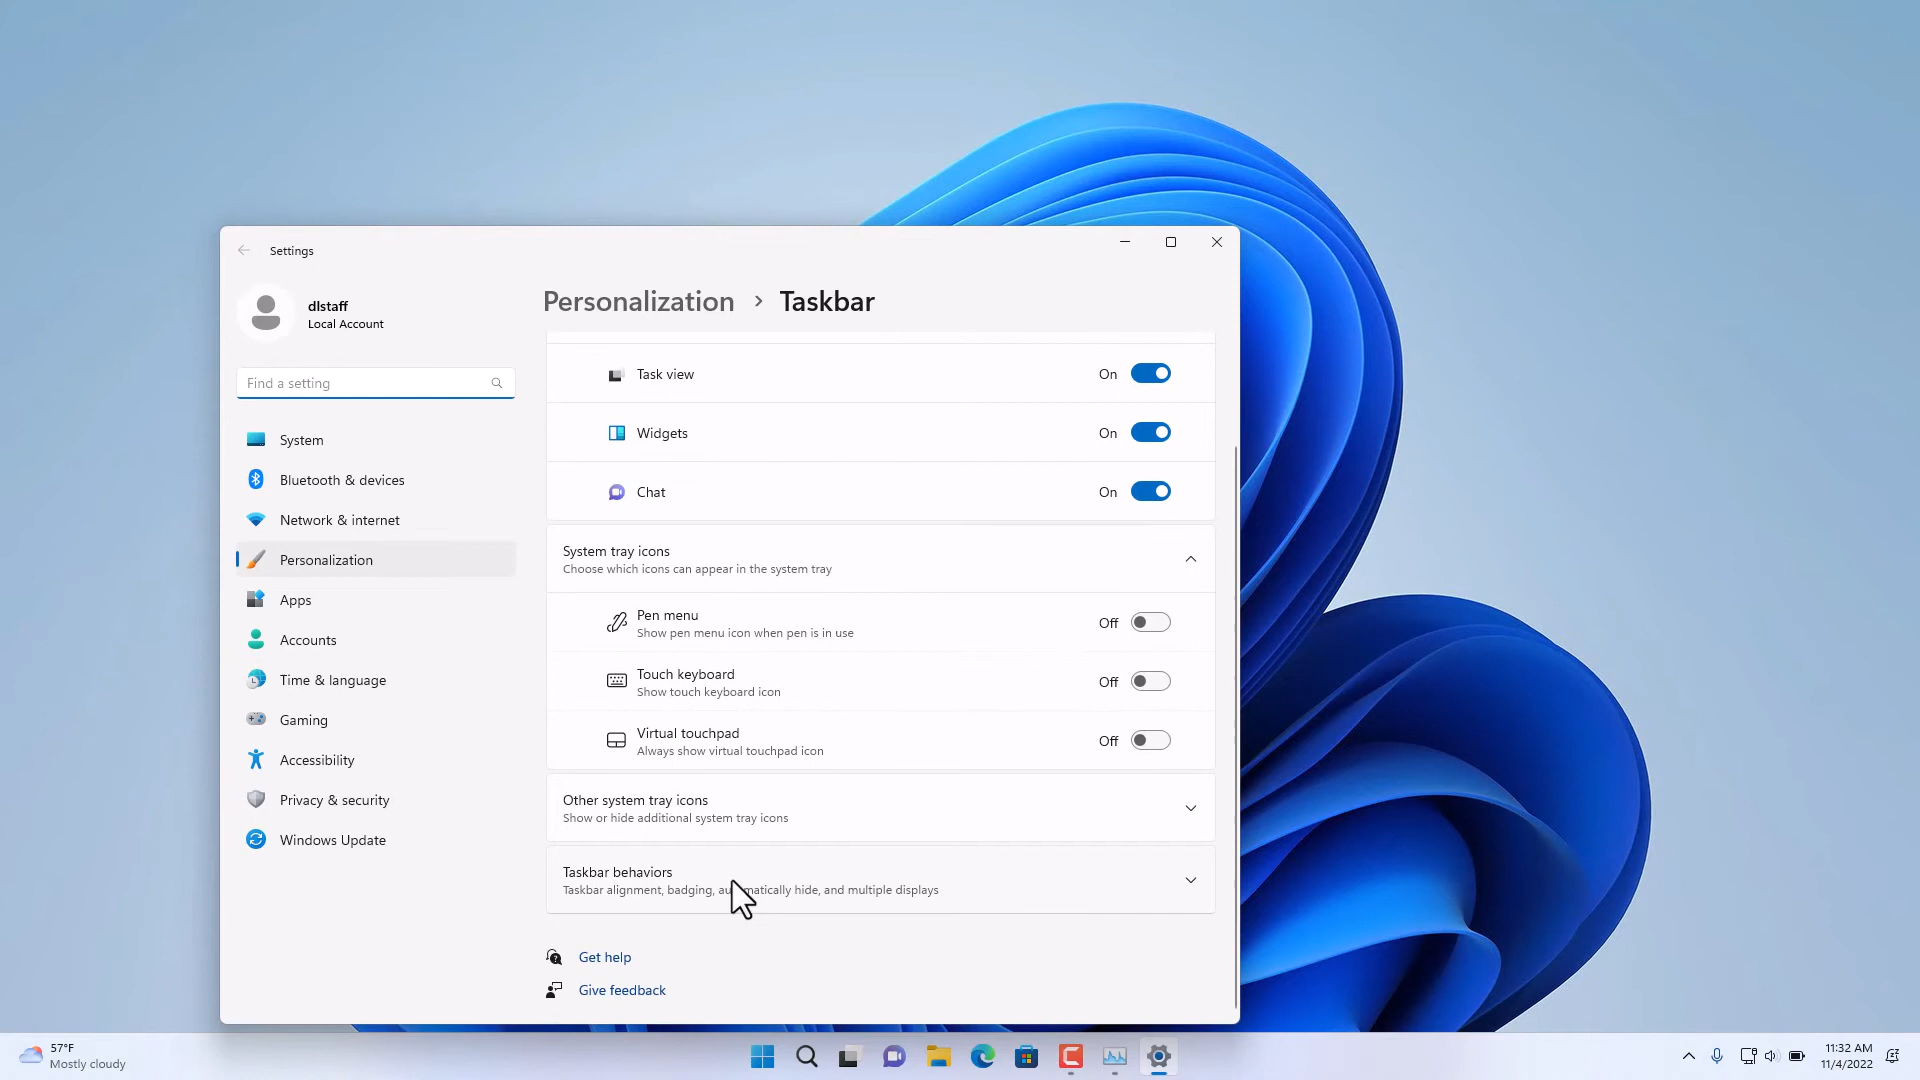 Settings
dlstaff
Local Account
Find a setting
System
Bluetooth & devices
Network & internet
Personalization
Apps
Accounts
Time & language
Gaming
Accessibility
Privacy & security
Windows Update
Personalization > Taskbar
Task view On
Widgets On
Chat On
System tray icons
Choose which icons can appear in the system tray
Pen menu
Show pen menu icon when pen is in use
Off
Touch keyboard
Show touch keyboard icon
Off
Virtual touchpad
Always show virtual touchpad icon
Off
Other system tray icons
Show or hide additional system tray icons
Taskbar behaviors
Taskbar alignment, badging, automatically hide, and multiple displays
Get help
Give feedback
57°F
Mostly cloudy
11:32 AM
11/4/2022